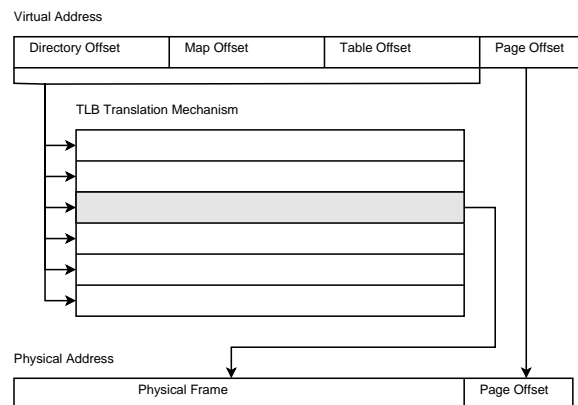 Virtual Address
Directory Offset Map Offset Table Offset Page Offset
TLB Translation Mechanism
Physical Address
Physical Frame Page Offset